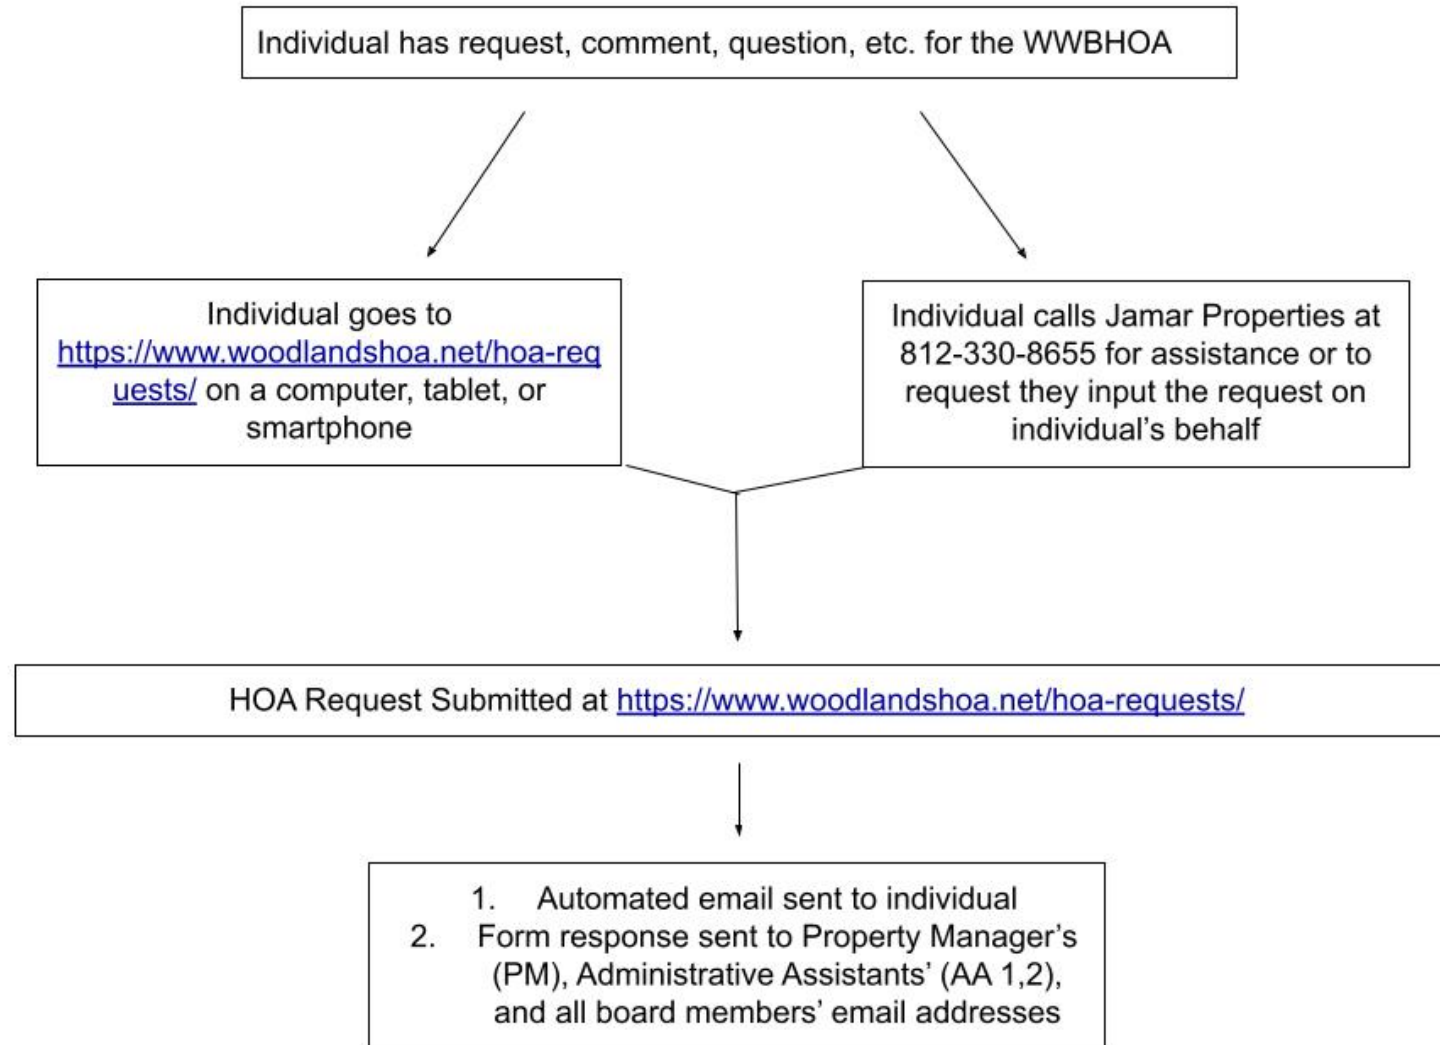 Individual has request, comment, question, etc. for the WWBHOA
Individual goes to
https://www.woodlandshoa.net/hoa-req
uests/ on a computer, tablet, or
smartphone
Individual calls Jamar Properties at
812-330-8655 for assistance or to
request they input the request on
individual’s behalf
HOA Request Submitted at https://www.woodlandshoa.net/hoa-requests/
1. Automated email sent to individual
2. Form response sent to Property Manager’s
(PM), Administrative Assistants’ (AA 1,2),
and all board members’ email addresses